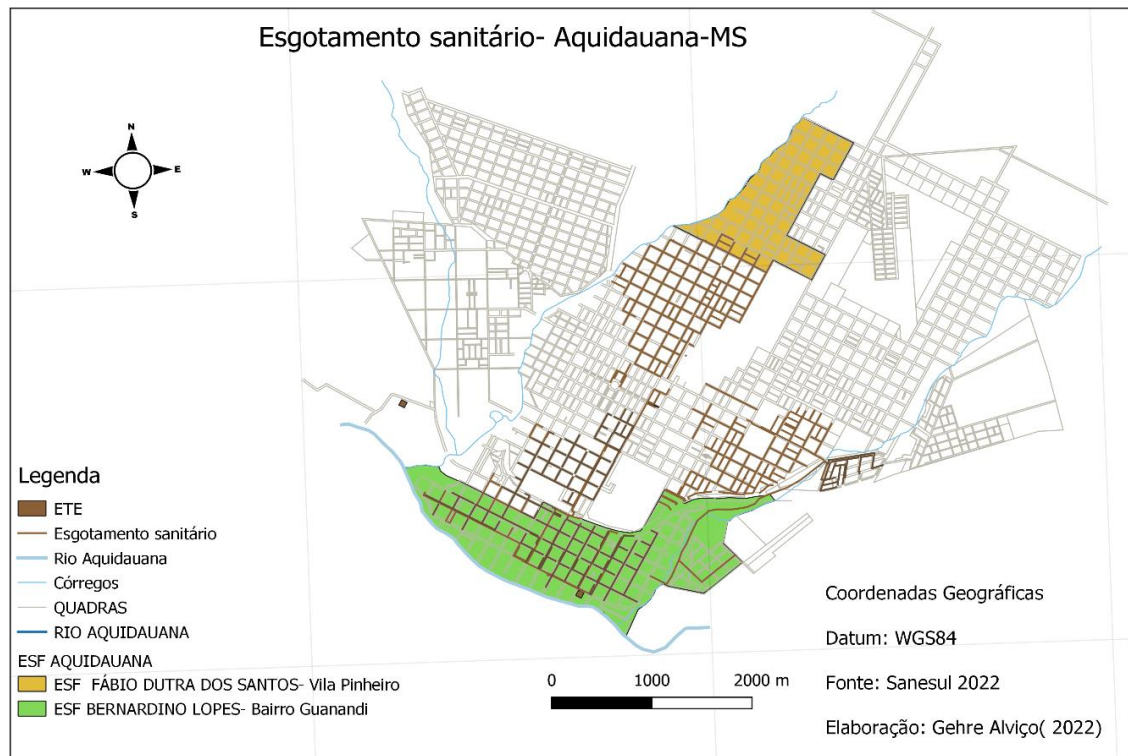 Esgotamento sanitário- Aquidauana-MS
N
W
E
S
Legenda
ETE
Esgotamento sanitário
Rio Aquidauana
Córregos
QUADRAS
RIO AQUIDAUANA
ESF AQUIDAUANA
ESF  FÁBIO DUTRA DOS SANTOS- Vila Pinheiro
ESF BERNARDINO LOPES- Bairro Guanandi
0 1000 2000 m
Coordenadas Geográficas
Datum: WGS84
Fonte: Sanesul 2022
Elaboração: Gehre Alviço( 2022)